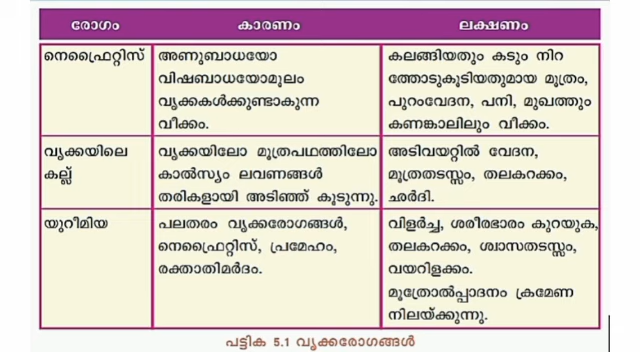 രോഗം കാരണം ലക്ഷണം
നെഫ്രൈറ്റിസ് അണുബാധയോ കലങ്ങിയതും കടും നിറ
വിഷബാധയോമൂലം ത്തോടുകൂടിയതുമായ മൂത്രം,
വൃക്കകൾക്കുണ്ടാകുന്ന പുറംവേദന, പനി, മുഖത്തും
വീക്കം. കണങ്കാലിലും വീക്കം.
വൃക്കയിലെ വൃക്കയിലോ മൂത്രപഥത്തിലോ അടിവയറ്റിൽ വേദന,
കല്ല് കാൽസ്യം ലവണങ്ങൾ മൂത്രതടസ്സം, തലകറക്കം,
തരികളായി അടിഞ്ഞ് കൂടുന്നു. ഛർദി.
യുറീമിയ പലതരം വൃക്കരോഗങ്ങൾ, വിളർച്ച, ശരീരഭാരം കുറയുക,
നെഫ്രൈറ്റിസ്, പ്രമേഹം, തലകറക്കം, ശ്വാസതടസ്സം,
രക്താതിമർദം. വയറിളക്കം.
മൂത്രോൽപ്പാദനം ക്രമേണ
നിലയ്ക്കുന്നു.
പട്ടിക 5.1 വൃക്കരോഗങ്ങൾ